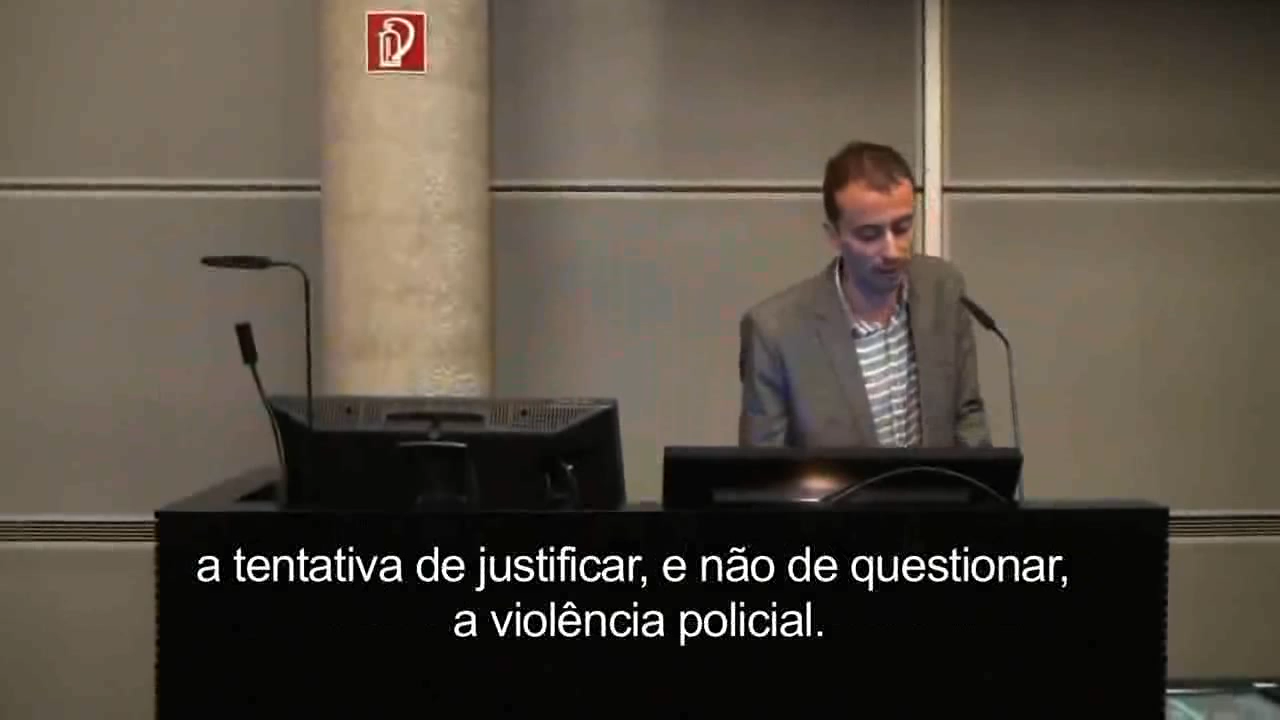 a tentativa de justificar, e não de questionar,
a violência policial.